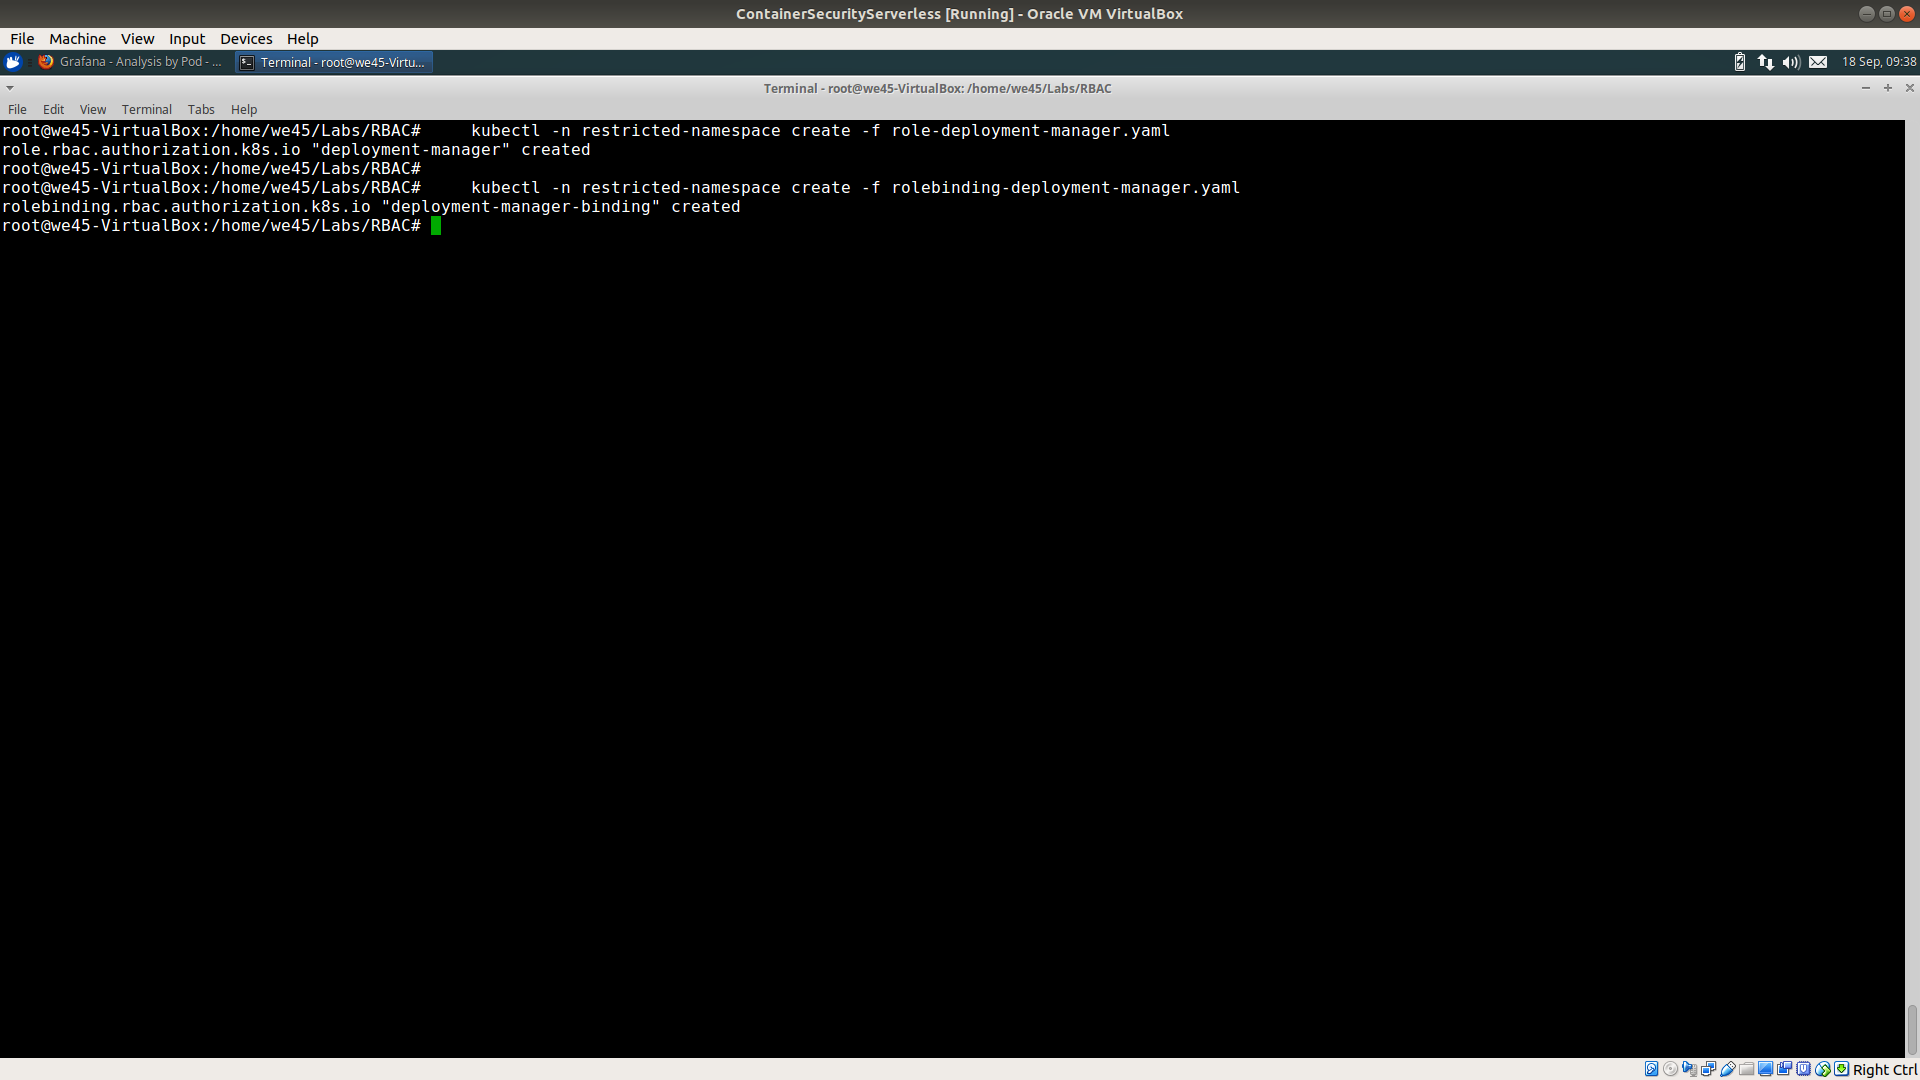 ContainerSecurityServerless [Running] - Oracle VM VirtualBox
File Machine View Input Devices Help
Grafana - Analysis by Pod - ... Terminal - root@we45-Virtu... 18 Sep, 09:38
Terminal - root@we45-VirtualBox: /home/we45/Labs/RBAC
File Edit View Terminal Tabs Help
root@we45-VirtualBox:/home/we45/Labs/RBAC#     kubectl -n restricted-namespace create -f role-deployment-manager.yaml
role.rbac.authorization.k8s.io "deployment-manager" created
root@we45-VirtualBox:/home/we45/Labs/RBAC#
root@we45-VirtualBox:/home/we45/Labs/RBAC#     kubectl -n restricted-namespace create -f rolebinding-deployment-manager.yaml
rolebinding.rbac.authorization.k8s.io "deployment-manager-binding" created
root@we45-VirtualBox:/home/we45/Labs/RBAC#
Right Ctrl